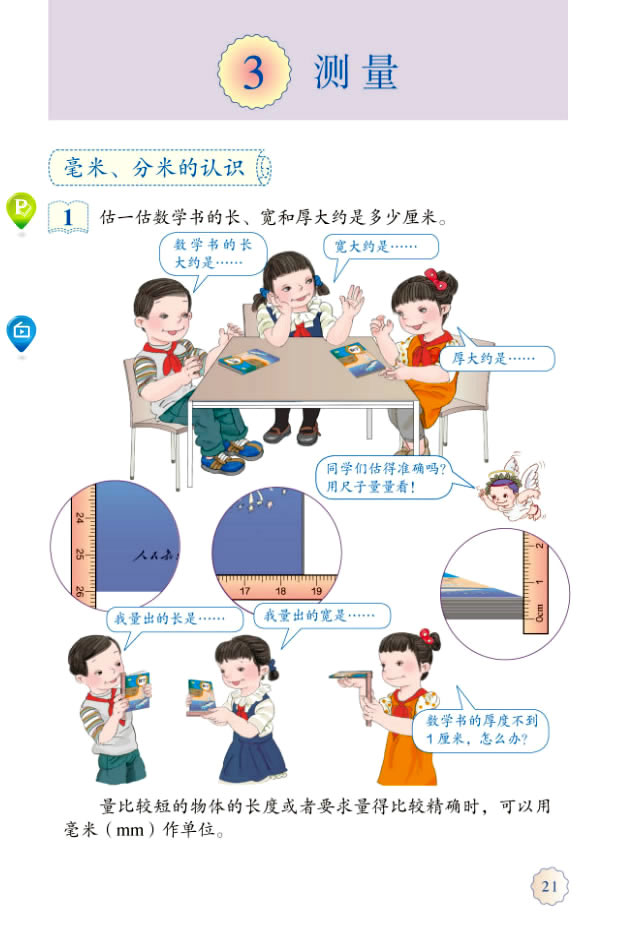 3 测量
毫米、分米的认识
P
1 估一估数学书的长、宽和厚大约是多少厘米。
数学书的长
大约是……
宽大约是……
厚大约是……
同学们估得准确吗?
用尺子量量看!
24
25
26
人民教
17 18 19
2
1
0cm
我量出的长是……
我量出的宽是……
数学书的厚度不到
1厘米,怎么办?
量比较短的物体的长度或者要求量得比较精确时,可以用
毫米(mm)作单位。
21